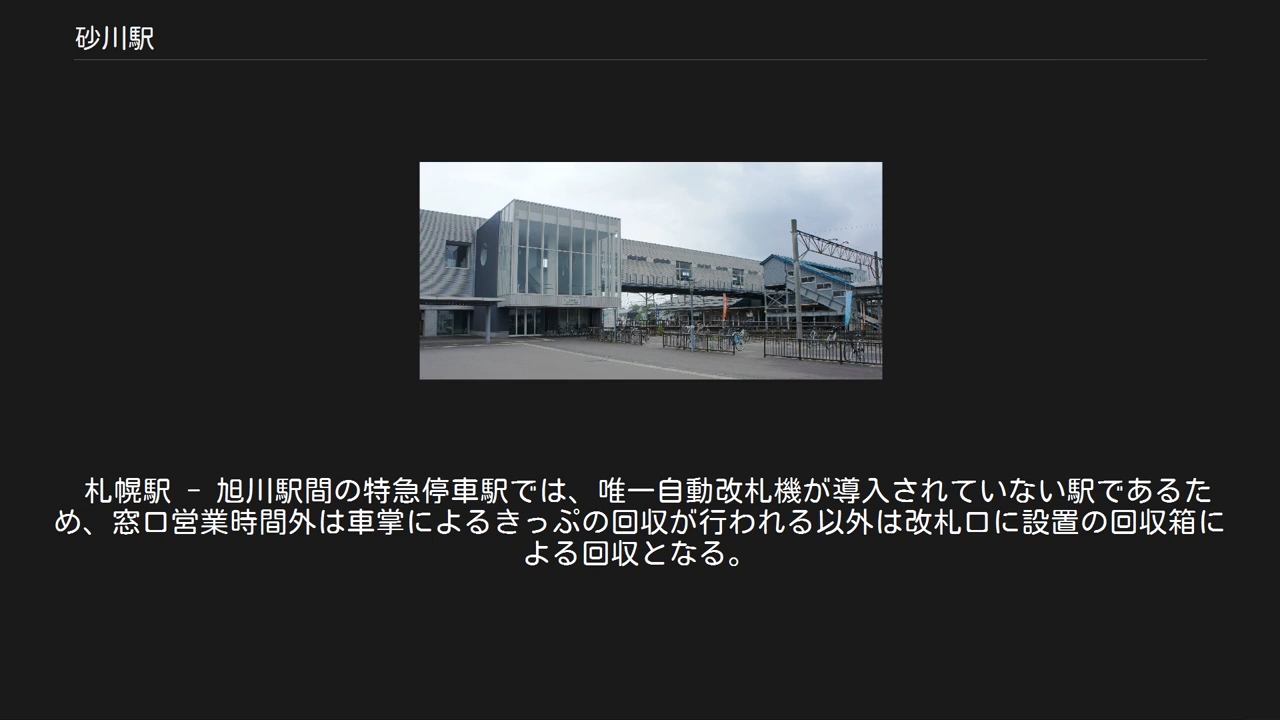 砂川駅
札幌駅 - 旭川駅間の特急停車駅では、唯一自動改札機が導入されていない駅であるた
め、窓口営業時間外は車掌によるきっぷの回収が行われる以外は改札口に設置の回収箱に
よる回収となる。